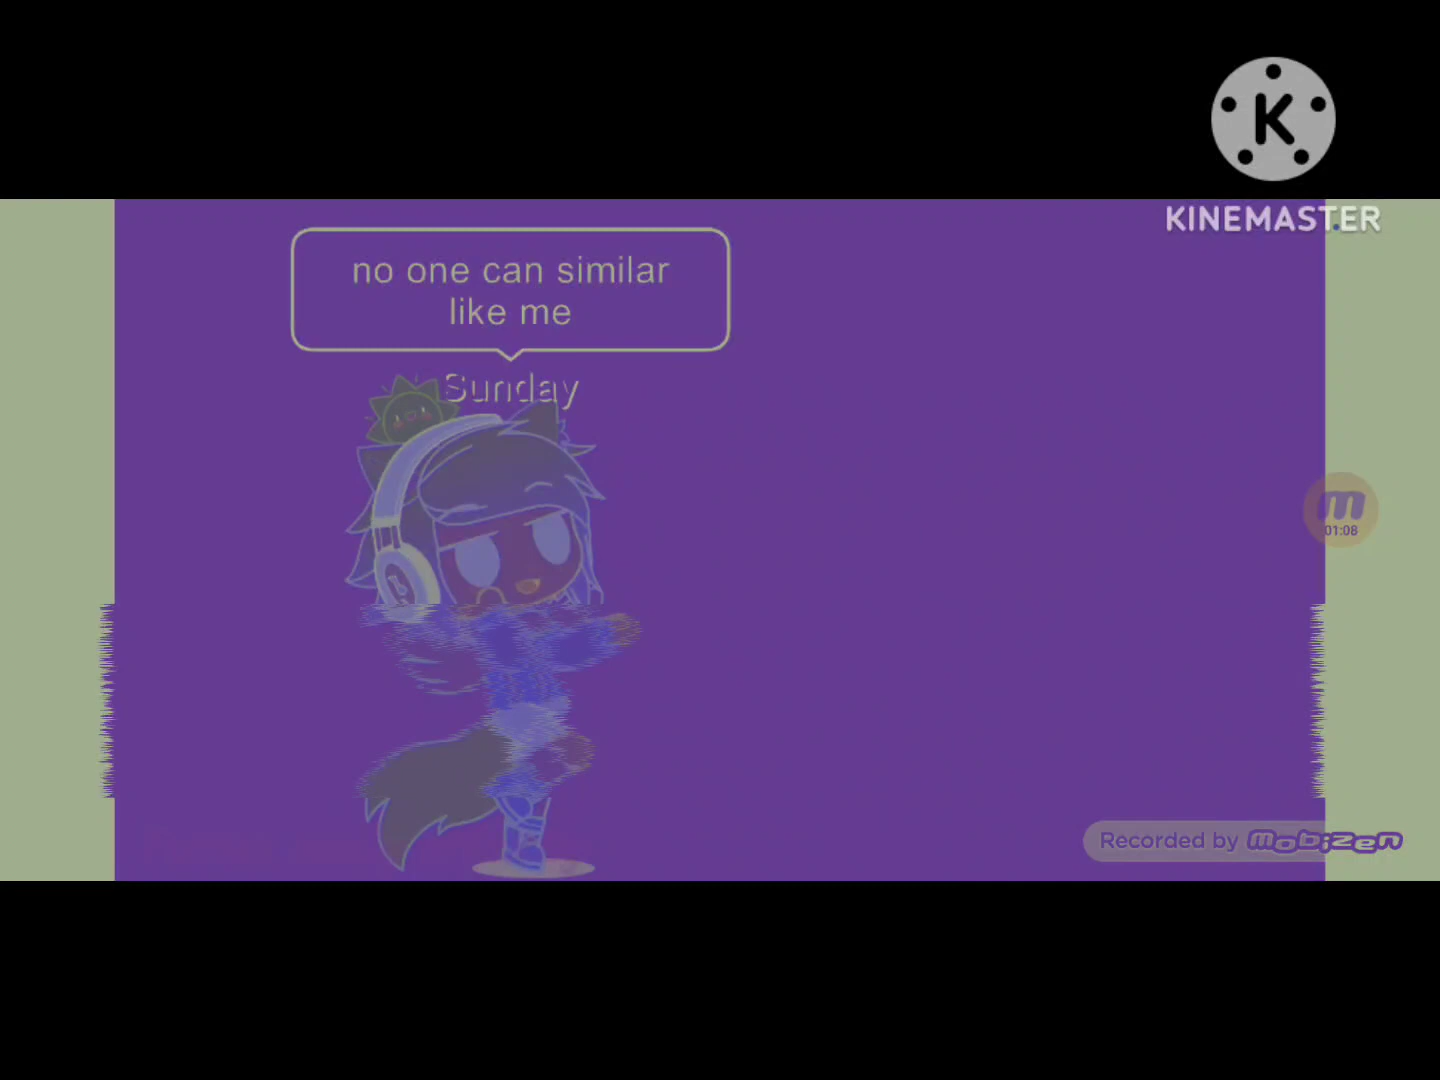 K
KINEMASTER
no one can similar
like me
Sunday
m
01:08
Recorded by mobizen